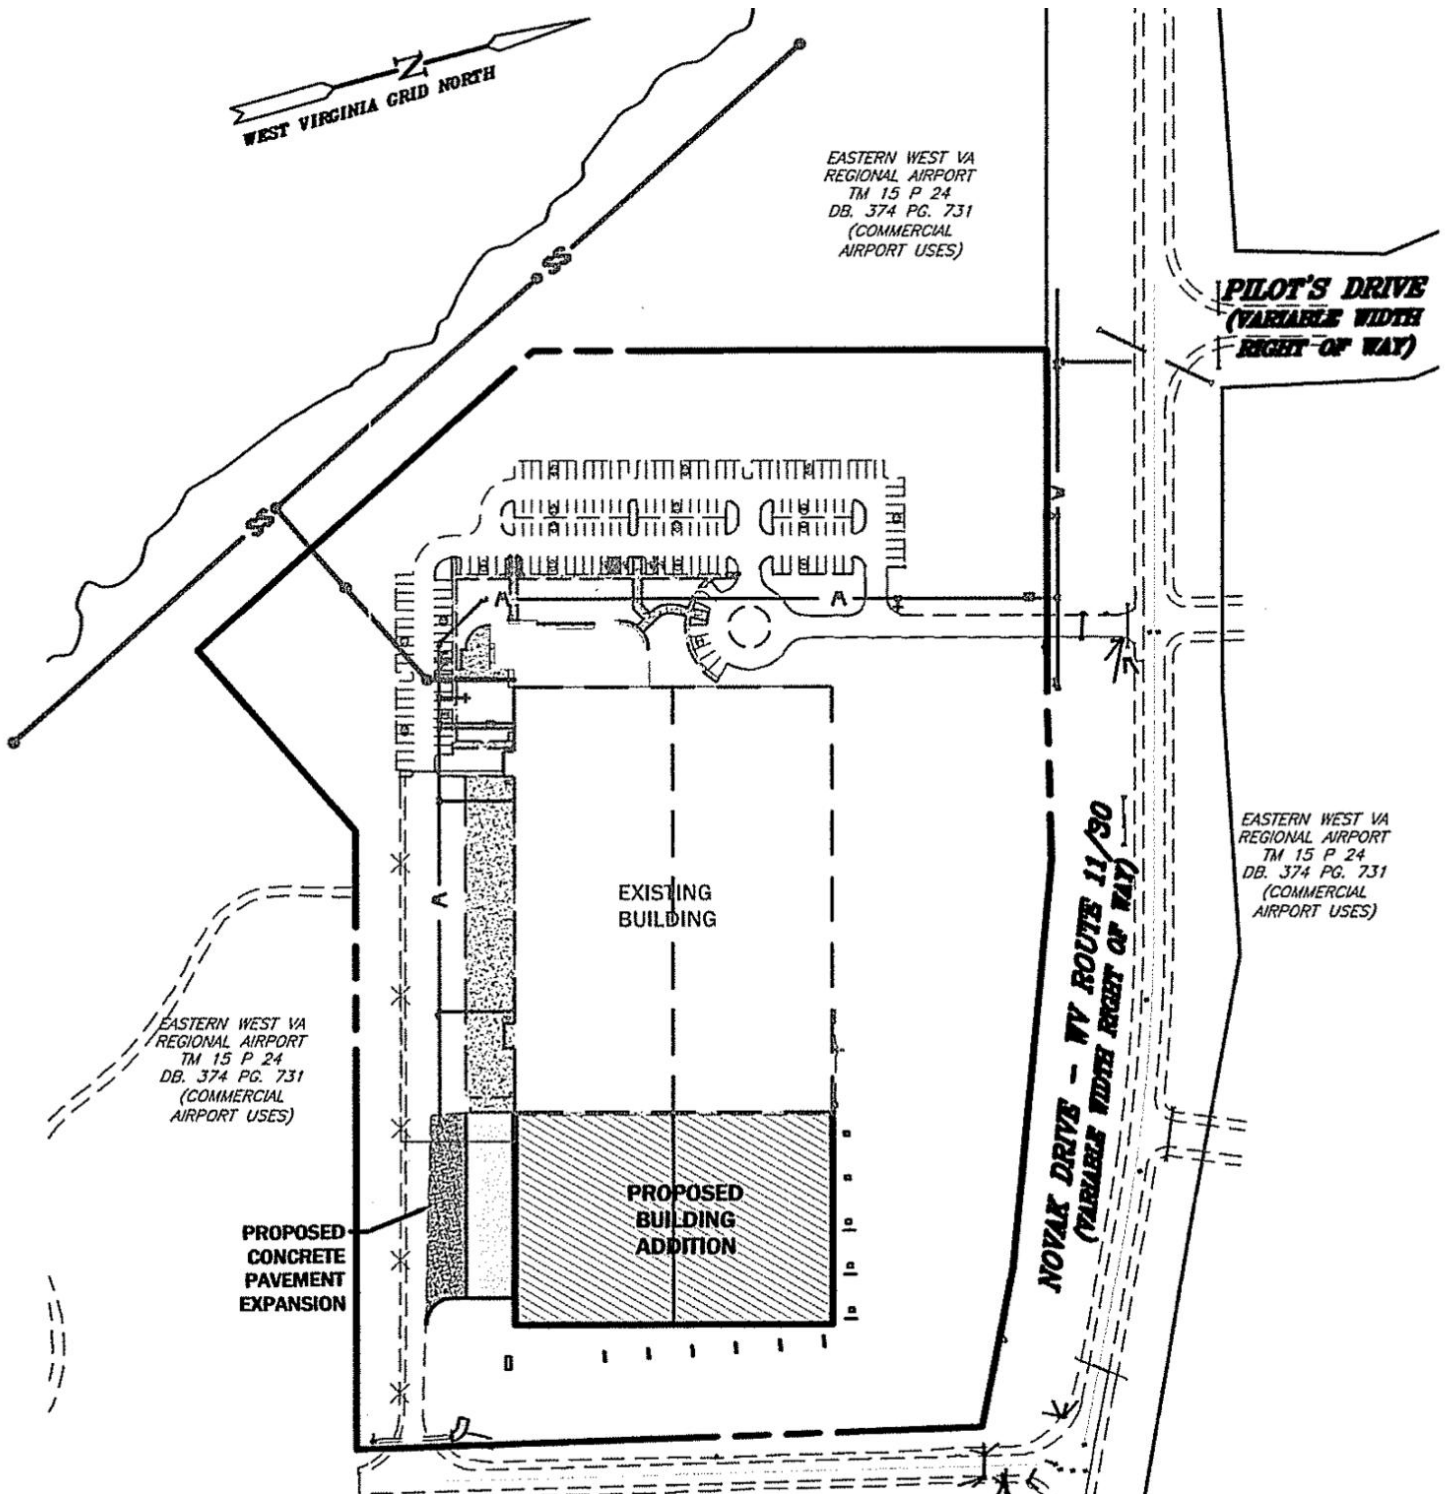 N
WEST VIRGINIA GRID NORTH
EASTERN WEST VA
REGIONAL AIRPORT
TM 15 P 24
DB. 374 PG. 731
(COMMERCIAL
AIRPORT USES)
PILOT'S DRIVE
(VARIABLE WIDTH
RIGHT OF WAY)
SS
SS
A
A
A
A
EXISTING
BUILDING
EASTERN WEST VA
REGIONAL AIRPORT
TM 15 P 24
DB. 374 PG. 731
(COMMERCIAL
AIRPORT USES)
NOVAK DRIVE - WV ROUTE 11/90
(VARIABLE WIDTH RIGHT OF WAY)
EASTERN WEST VA
REGIONAL AIRPORT
TM 15 P 24
DB. 374 PG. 731
(COMMERCIAL
AIRPORT USES)
PROPOSED
BUILDING
ADDITION
PROPOSED
CONCRETE
PAVEMENT
EXPANSION